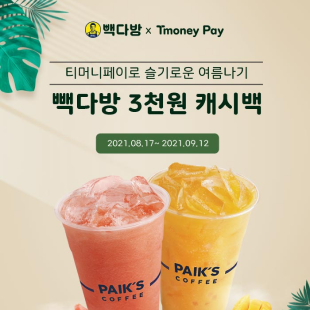 빽다방 x Tmoney Pay
티머니페이로 슬기로운 여름나기
빽다방 3천원 캐시백
2021.08.17~ 2021.09.12
PAIK'S
COFFEE
PAIK'S
COFFEE